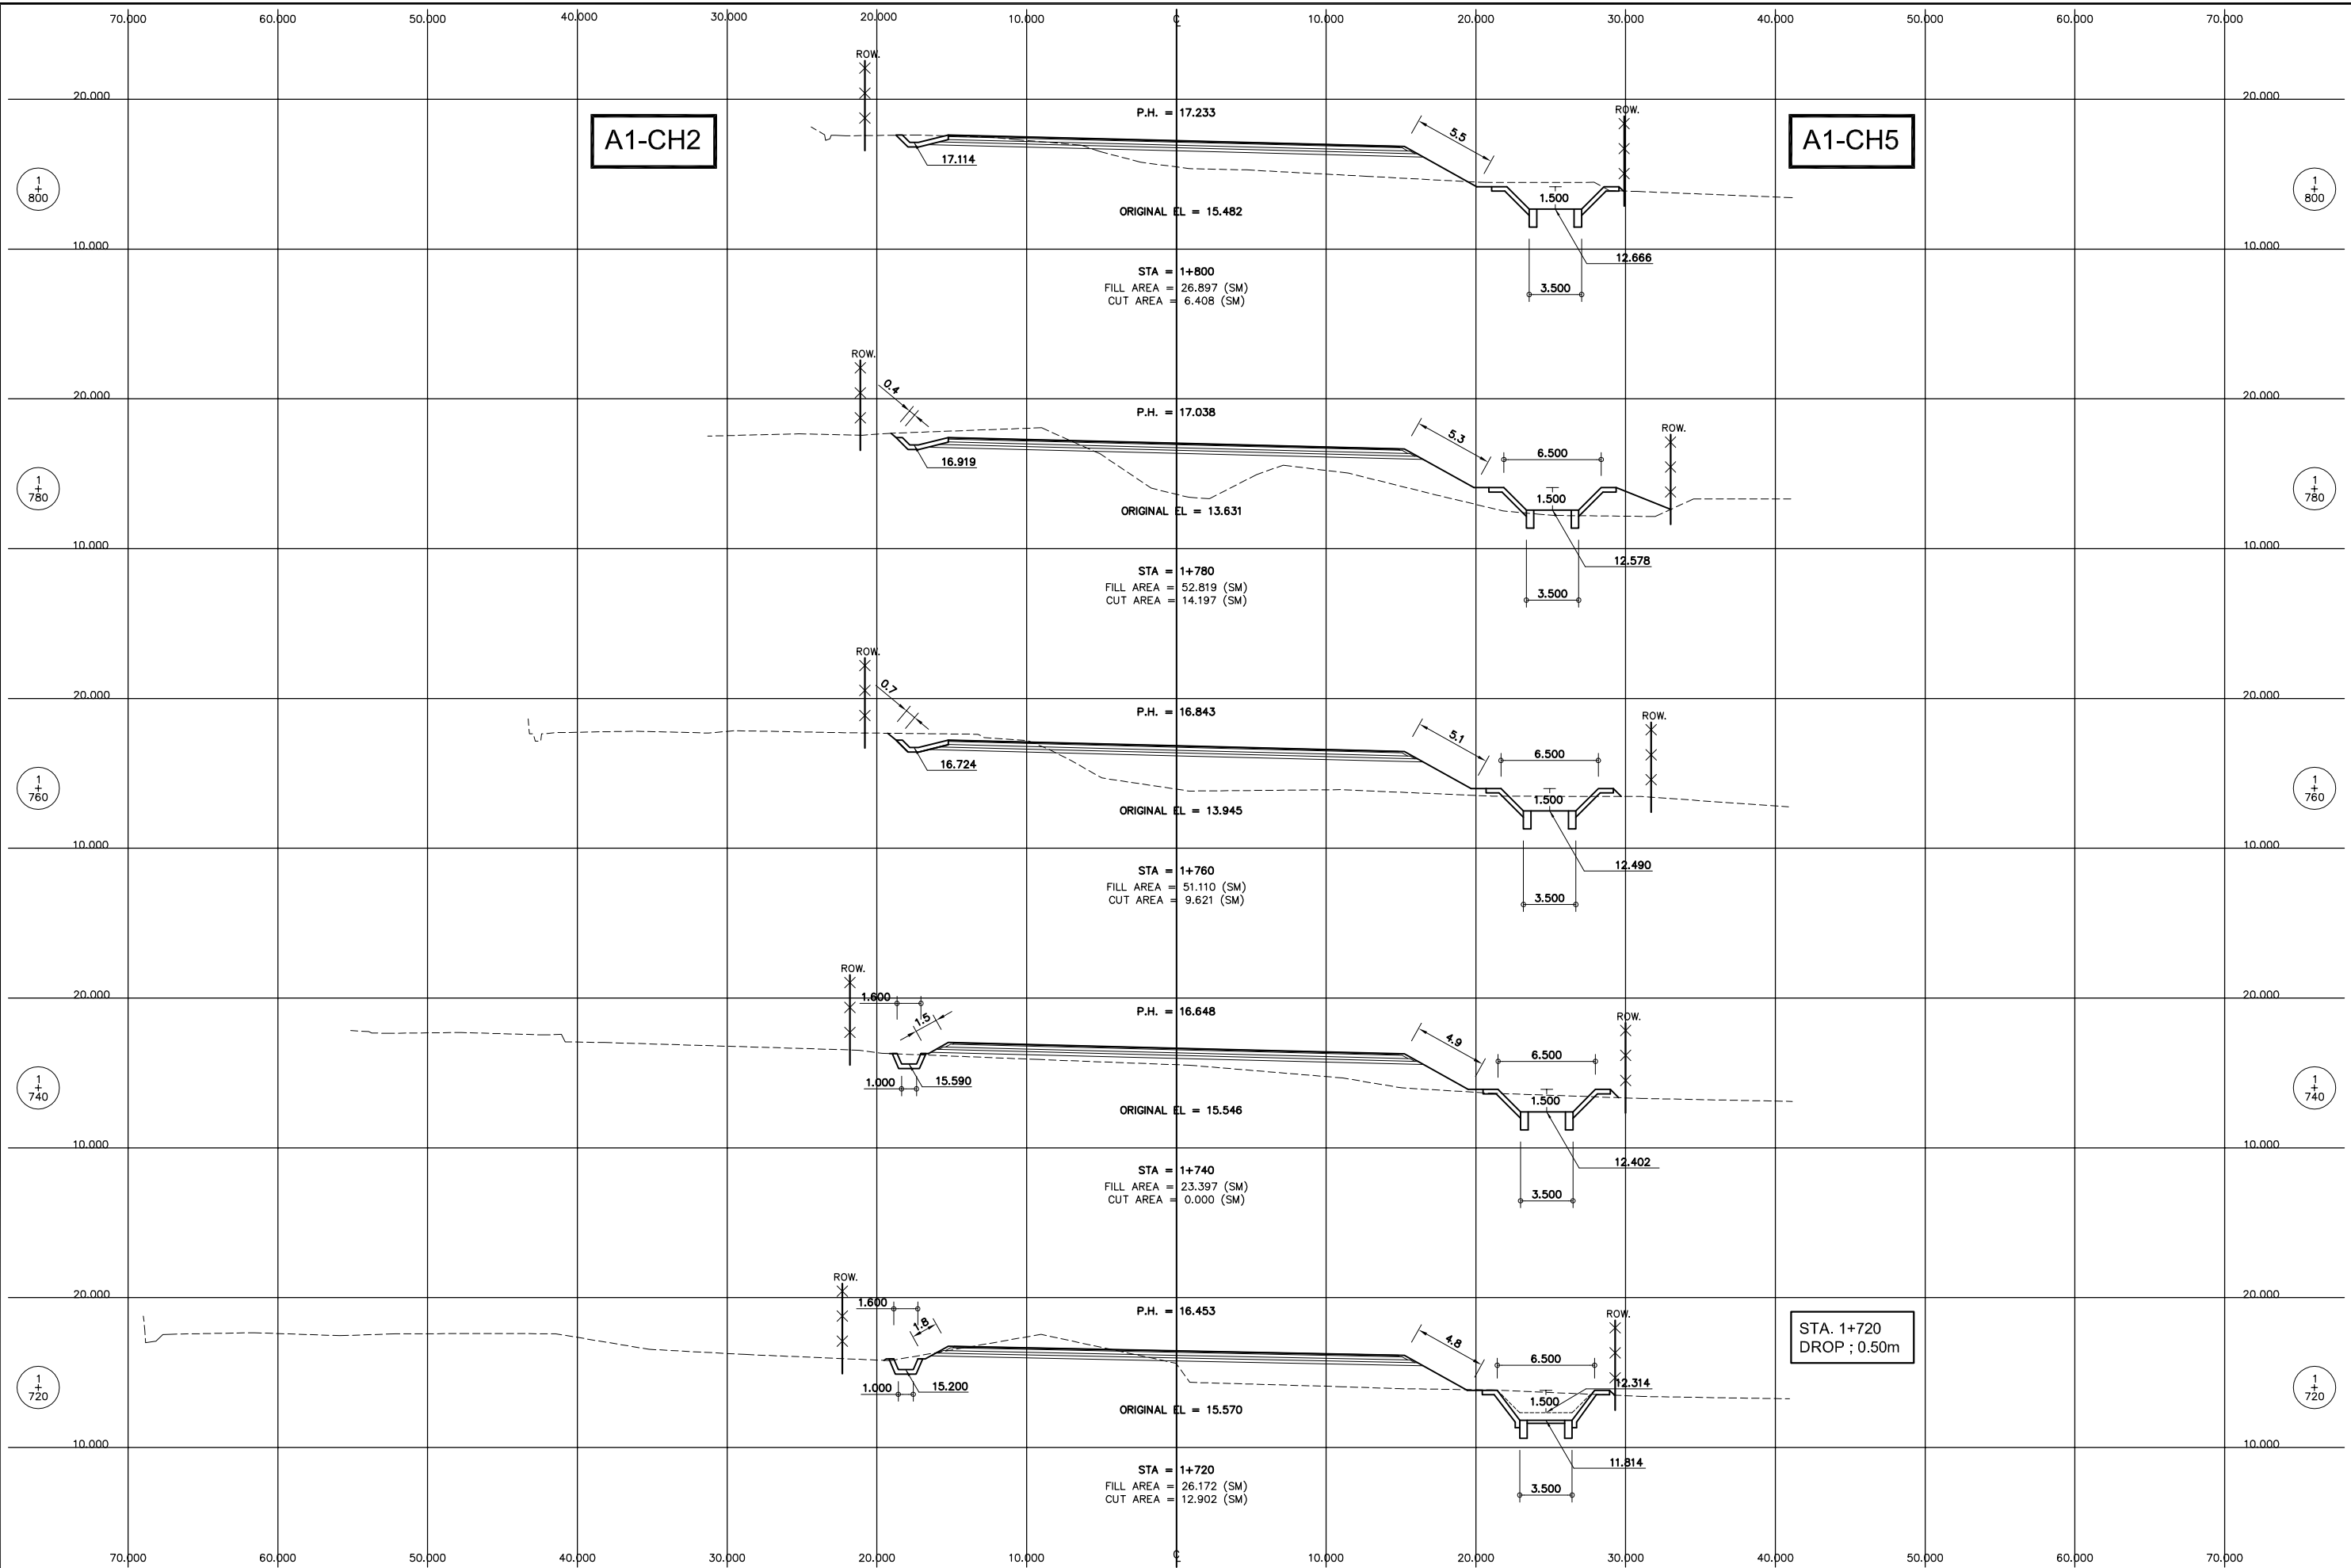 70.000 60.000 50.000 40.000 30.000 20.000 10.000 ℄ 10.000 20.000 30.000 40.000 50.000 60.000 70.000
ROW.
20.000
P.H. = 17.233
ROW.
20.000
A1-CH2
5.5
A1-CH5
17.114
1
+
800
1.500
1
+
800
ORIGINAL EL = 15.482
10.000
10.000
12.666
STA = 1+800
FILL AREA = 26.897 (SM)
CUT AREA = 6.408 (SM)
3.500
ROW.
0.4
20.000
P.H. = 17.038
20.000
ROW.
5.3
6.500
16.919
1
+
780
1.500
1
+
780
ORIGINAL EL = 13.631
10.000
10.000
12.578
STA = 1+780
FILL AREA = 52.819 (SM)
CUT AREA = 14.197 (SM)
3.500
ROW.
0.7
20.000
20.000
P.H. = 16.843
ROW.
5.1
6.500
16.724
1
+
760
1.500
1
+
760
ORIGINAL EL = 13.945
10.000
10.000
12.490
STA = 1+760
FILL AREA = 51.110 (SM)
CUT AREA = 9.621 (SM)
3.500
ROW.
20.000
1.600
20.000
P.H. = 16.648
ROW.
1.5
4.9
6.500
1.000
15.590
1
+
740
1.500
1
+
740
ORIGINAL EL = 15.546
10.000
10.000
12.402
STA = 1+740
FILL AREA = 23.397 (SM)
CUT AREA = 0.000 (SM)
3.500
ROW.
20.000
1.600
20.000
P.H. = 16.453
ROW.
1.8
4.8
STA. 1+720
DROP ; 0.50m
6.500
1.000
15.200
12.314
1
+
720
1.500
1
+
720
ORIGINAL EL = 15.570
10.000
10.000
11.814
STA = 1+720
FILL AREA = 26.172 (SM)
CUT AREA = 12.902 (SM)
3.500
70.000 60.000 50.000 40.000 30.000 20.000 10.000 ℄ 10.000 20.000 30.000 40.000 50.000 60.000 70.000